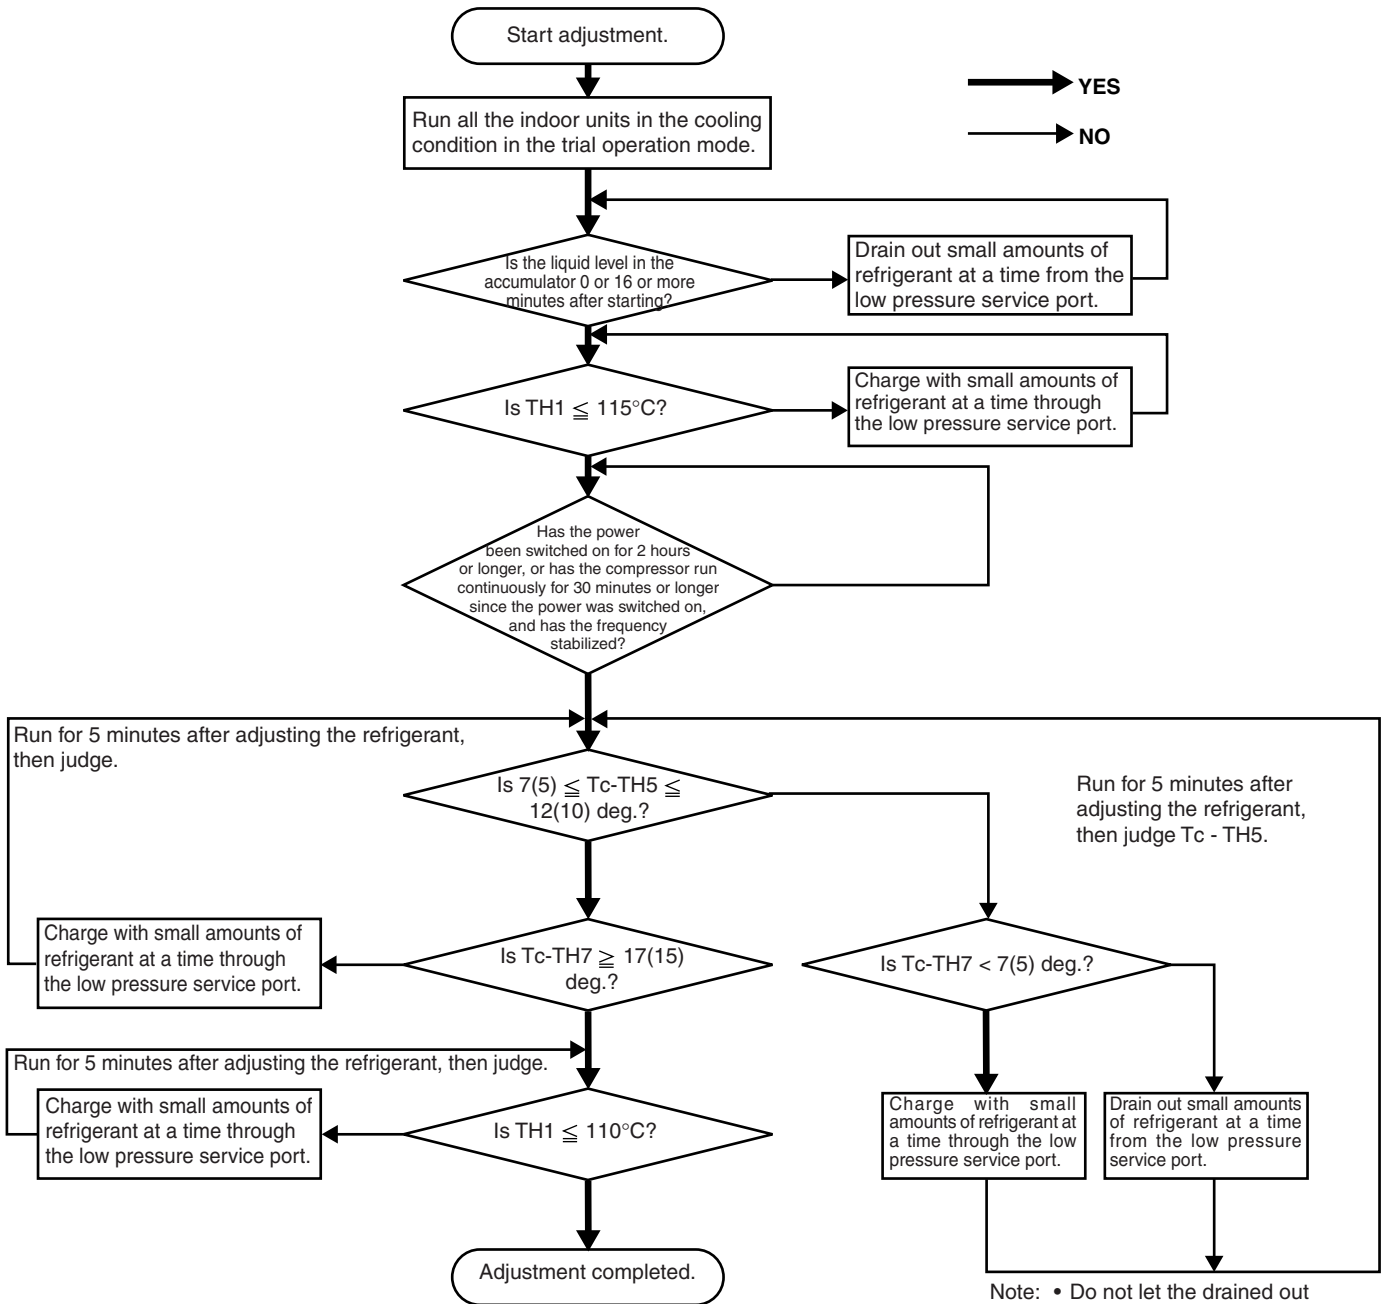 Start adjustment.
YES
NO
Run all the indoor units in the cooling
condition in the trial operation mode.
Is the liquid level in the
accumulator 0 or 16 or more
minutes after starting?
Drain out small amounts of
refrigerant at a time from the
low pressure service port.
Is TH1 ≦ 115°C?
Charge with small amounts of
refrigerant at a time through
the low pressure service port.
Has the power
been switched on for 2 hours
or longer, or has the compressor run
continuously for 30 minutes or longer
since the power was switched on,
and has the frequency
stabilized?
Run for 5 minutes after adjusting the refrigerant,
then judge.
Is 7(5) ≦ Tc-TH5 ≦
12(10) deg.?
Run for 5 minutes after
adjusting the refrigerant,
then judge Tc - TH5.
Charge with small amounts of
refrigerant at a time through
the low pressure service port.
Is Tc-TH7 ≧ 17(15)
deg.?
Is Tc-TH7 < 7(5) deg.?
Run for 5 minutes after adjusting the refrigerant, then judge.
Charge with small amounts of
refrigerant at a time through
the low pressure service port.
Is TH1 ≦ 110°C?
Charge with small
amounts of refrigerant at
a time through the low
pressure service port.
Drain out small amounts
of refrigerant at a time
from the low pressure
service port.
Adjustment completed.
Note: • Do not let the drained out